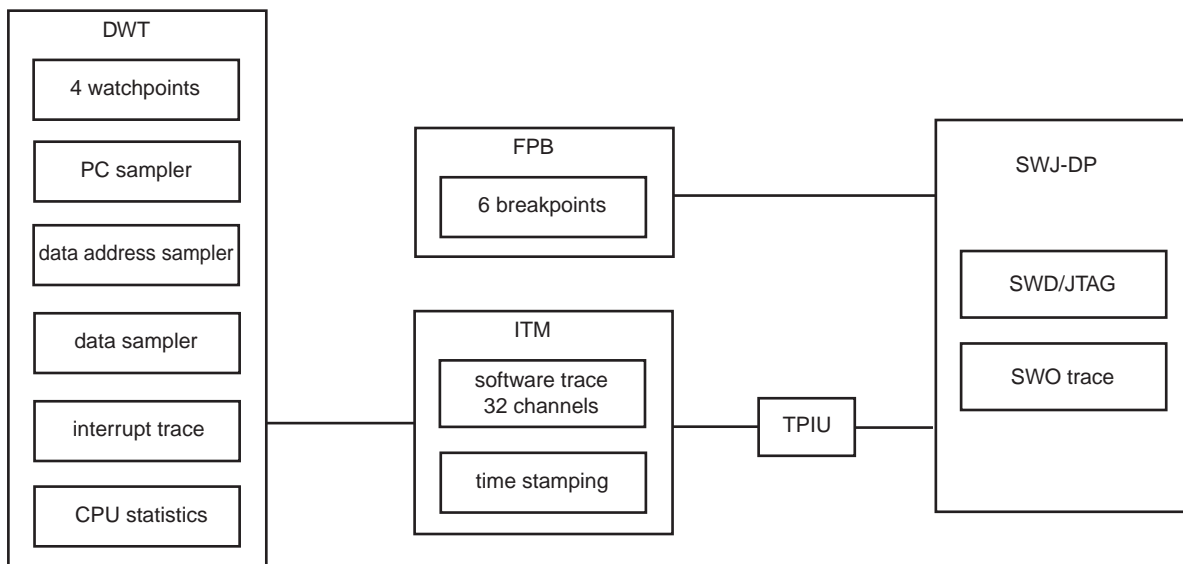 DWT
4 watchpoints
PC sampler
data address sampler
data sampler
interrupt trace
CPU statistics
FPB
6 breakpoints
ITM
software trace
32 channels
time stamping
TPIU
SWJ-DP
SWD/JTAG
SWO trace